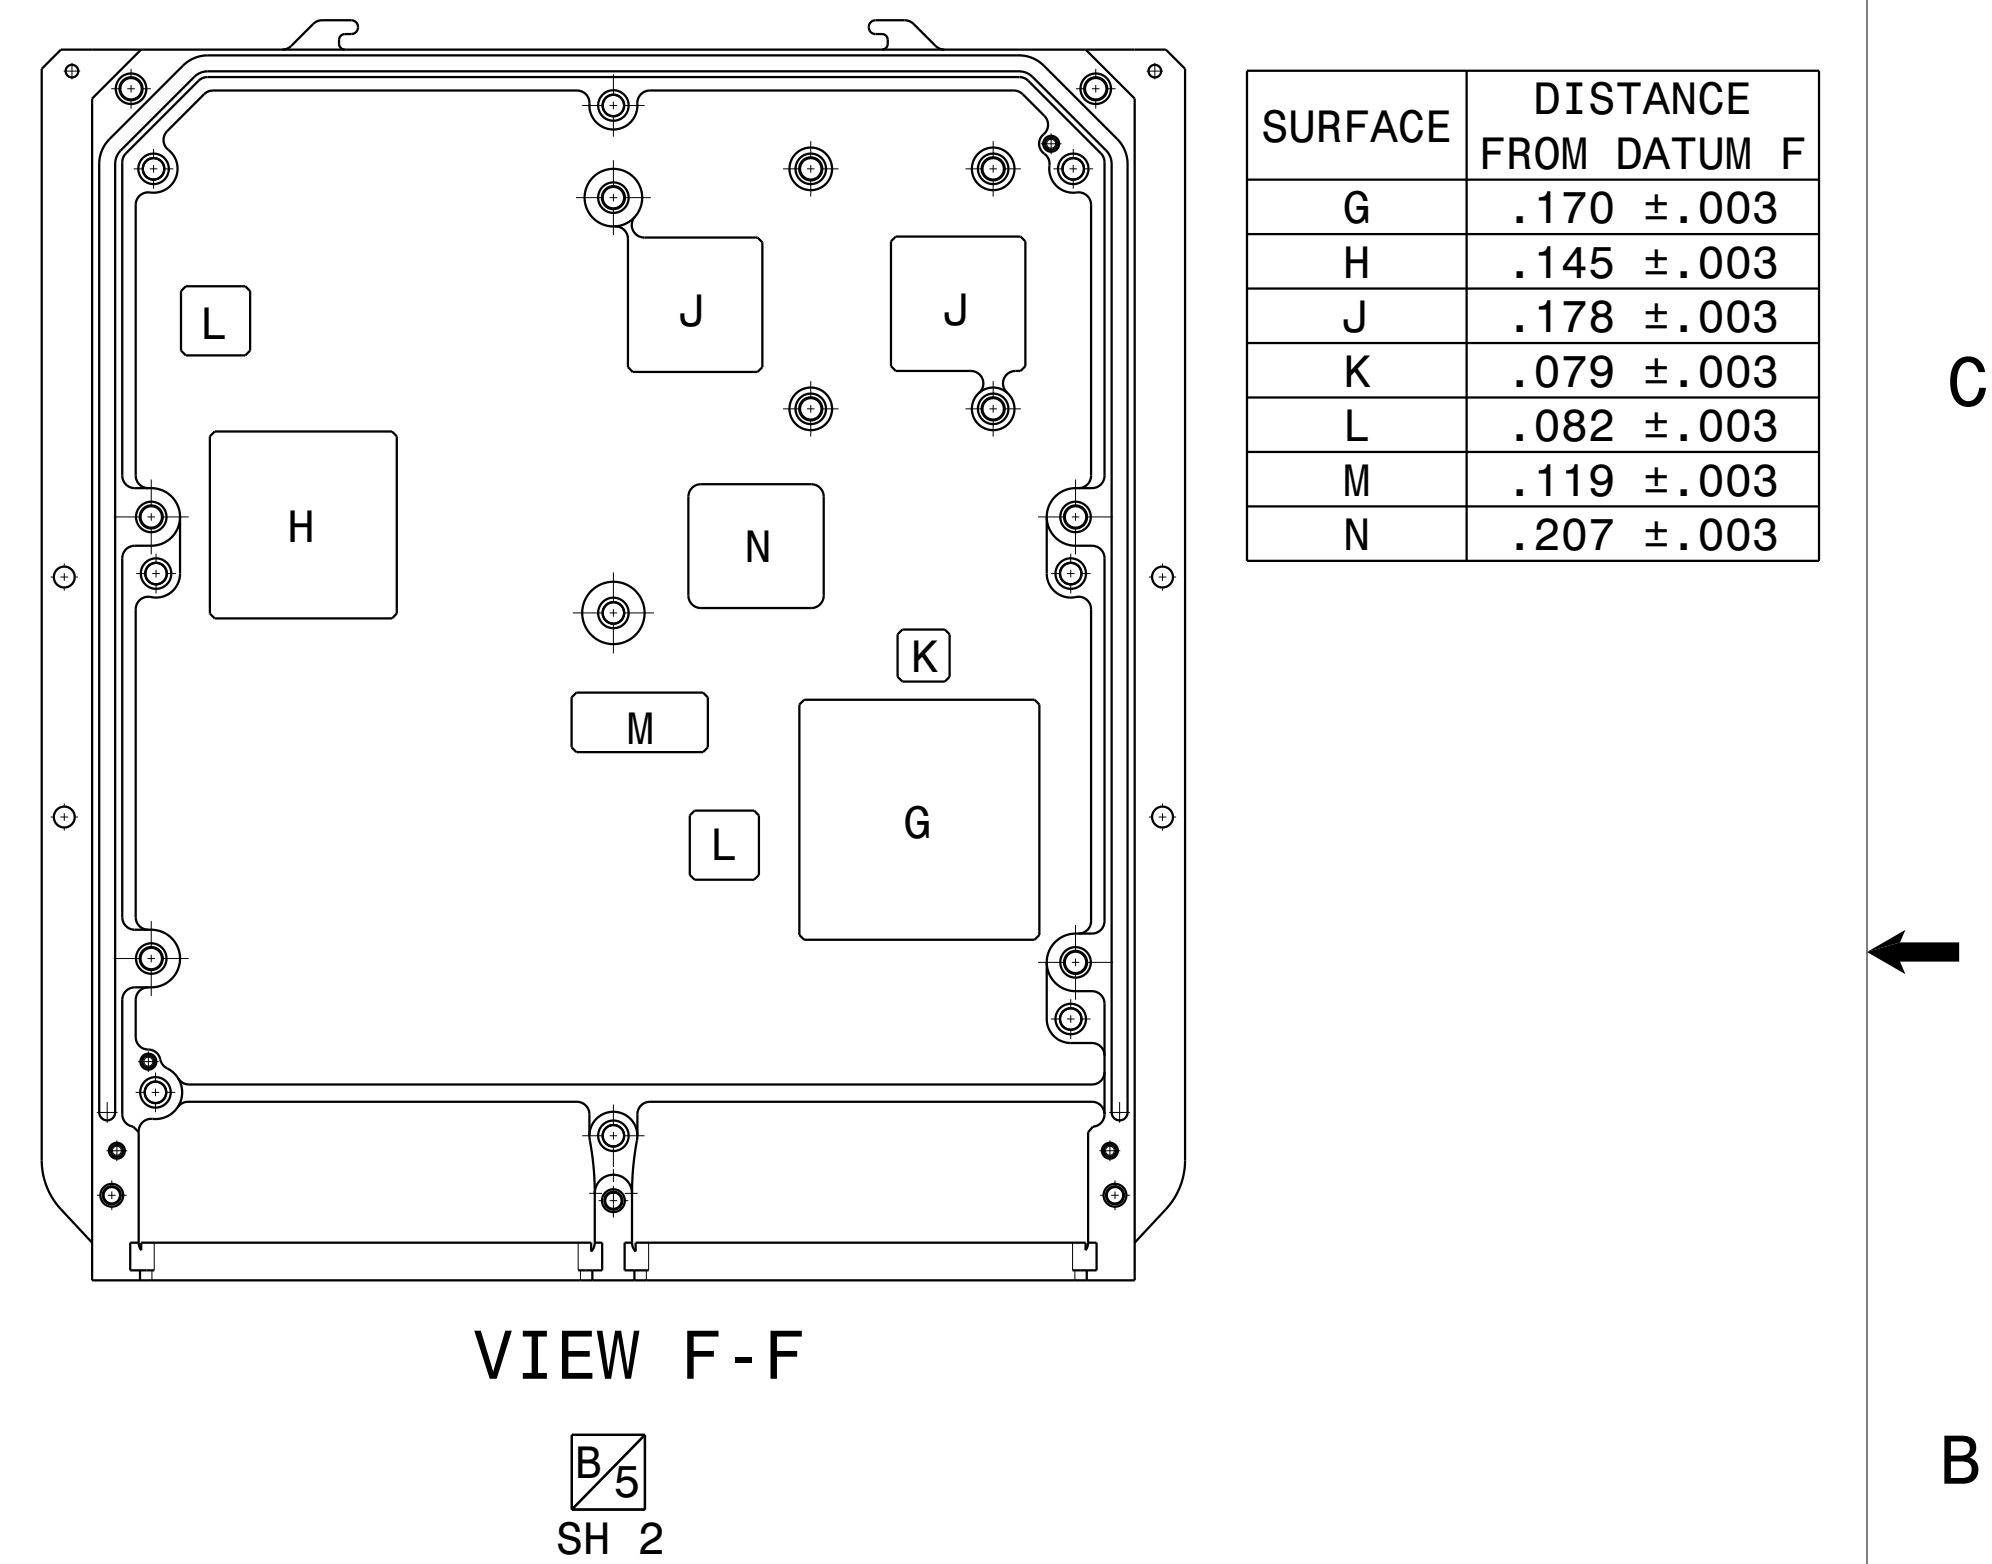 SURFACE DISTANCE FROM DATUM F
G .170 ±.003
H .145 ±.003
J .178 ±.003
K .079 ±.003
L .082 ±.003
M .119 ±.003
N .207 ±.003
L
J
J
H
N
K
M
G
L
C
VIEW F-F
B/5
SH 2
B